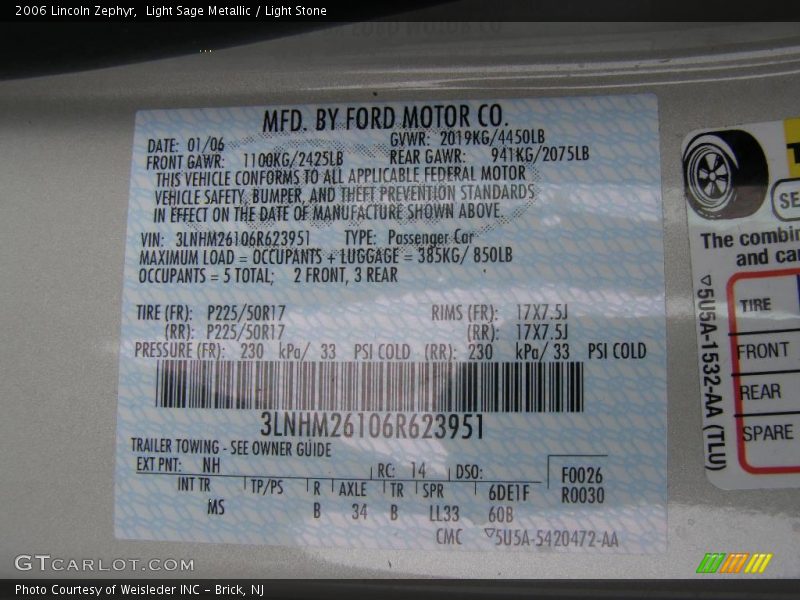 2006 Lincoln Zephyr,  Light Sage Metallic / Light Stone
MFD. BY FORD MOTOR CO.
DATE: 01/06 GVWR: 2019KG/4450LB
FRONT GAWR: 1100KG/2425LB REAR GAWR: 941KG/2075LB
THIS VEHICLE CONFORMS TO ALL APPLICABLE FEDERAL MOTOR
VEHICLE SAFETY, BUMPER, AND THEFT PREVENTION STANDARDS
IN EFFECT ON THE DATE OF MANUFACTURE SHOWN ABOVE.
VIN: 3LNHM26106R623951 TYPE: Passenger Car
MAXIMUM LOAD = OCCUPANTS + LUGGAGE = 385KG/ 850LB
OCCUPANTS = 5 TOTAL; 2 FRONT, 3 REAR
TIRE (FR): P225/50R17 RIMS (FR): 17X7.5J
(RR): P225/50R17 (RR): 17X7.5J
PRESSURE (FR): 230 kPa/ 33 PSI COLD (RR): 230 kPa/ 33 PSI COLD
3LNHM26106R623951
TRAILER TOWING - SEE OWNER GUIDE
EXT PNT: NH RC: 14 DSO: F0026
INT TR TP/PS R AXLE TR SPR 6DE1F R0030
MS B 34 B LL33 60B
CMC 5U5A-5420472-AA
SE
The combin
and car
TIRE
FRONT
REAR
SPARE
5U5A-1532-AA (TLU)
GTCARLOT.COM
Photo Courtesy of Weisleder INC – Brick, NJ